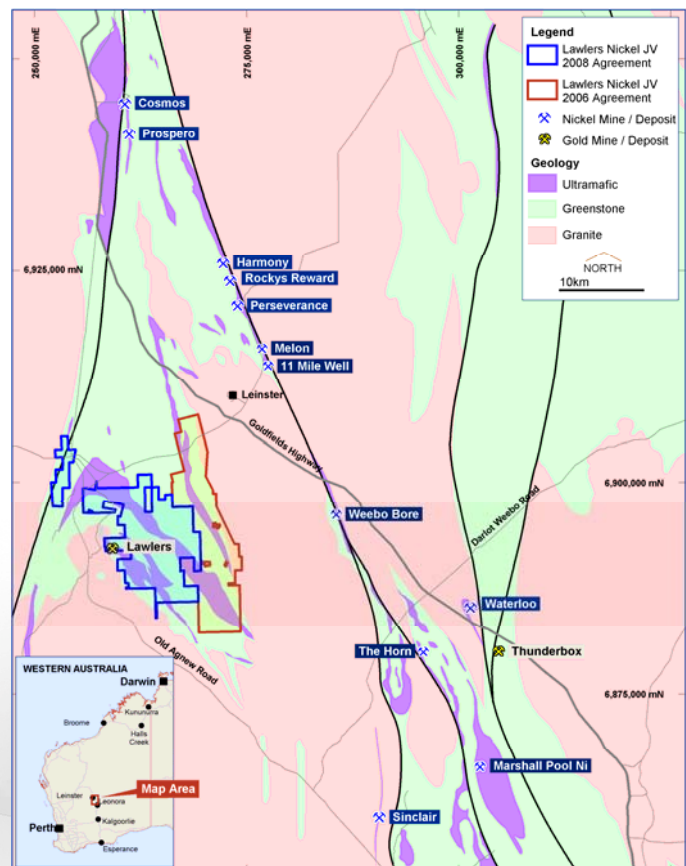 250,000 mE
275,000 mE
300,000 mE
Legend
Lawlers Nickel JV
2008 Agreement
Lawlers Nickel JV
2006 Agreement
Nickel Mine / Deposit
Gold Mine / Deposit
Geology
Ultramafic
Greenstone
Granite
NORTH
10km
Cosmos
Prospero
6,925,000 mN
Harmony
Rockys Reward
Perseverance
Melon
11 Mile Well
Leinster
Goldfields Highway
6,900,000 mN
Weebo Bore
Darlot Weebo Road
Lawlers
Waterloo
The Horn
Thunderbox
Old Agnew Road
6,875,000 mN
Marshall Pool Ni
Sinclair
WESTERN AUSTRALIA
Darwin
Kununurra
Broome
Halls
Creek
Map Area
Leinster
Leonora
Kalgoorlie
Perth
Esperance